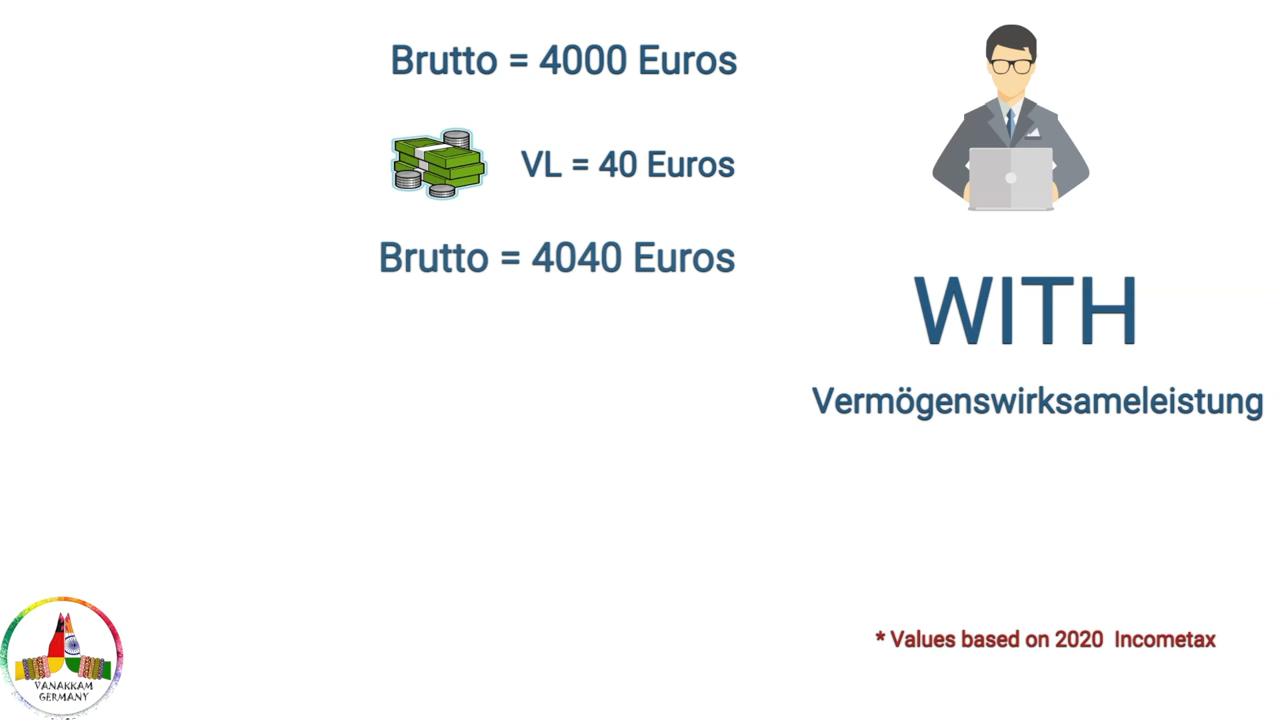 Brutto = 4000 Euros
VL = 40 Euros
Brutto = 4040 Euros
WITH
Vermögenswirksameleistung
* Values based on 2020 Incometax
VANAKKAM
GERMANY